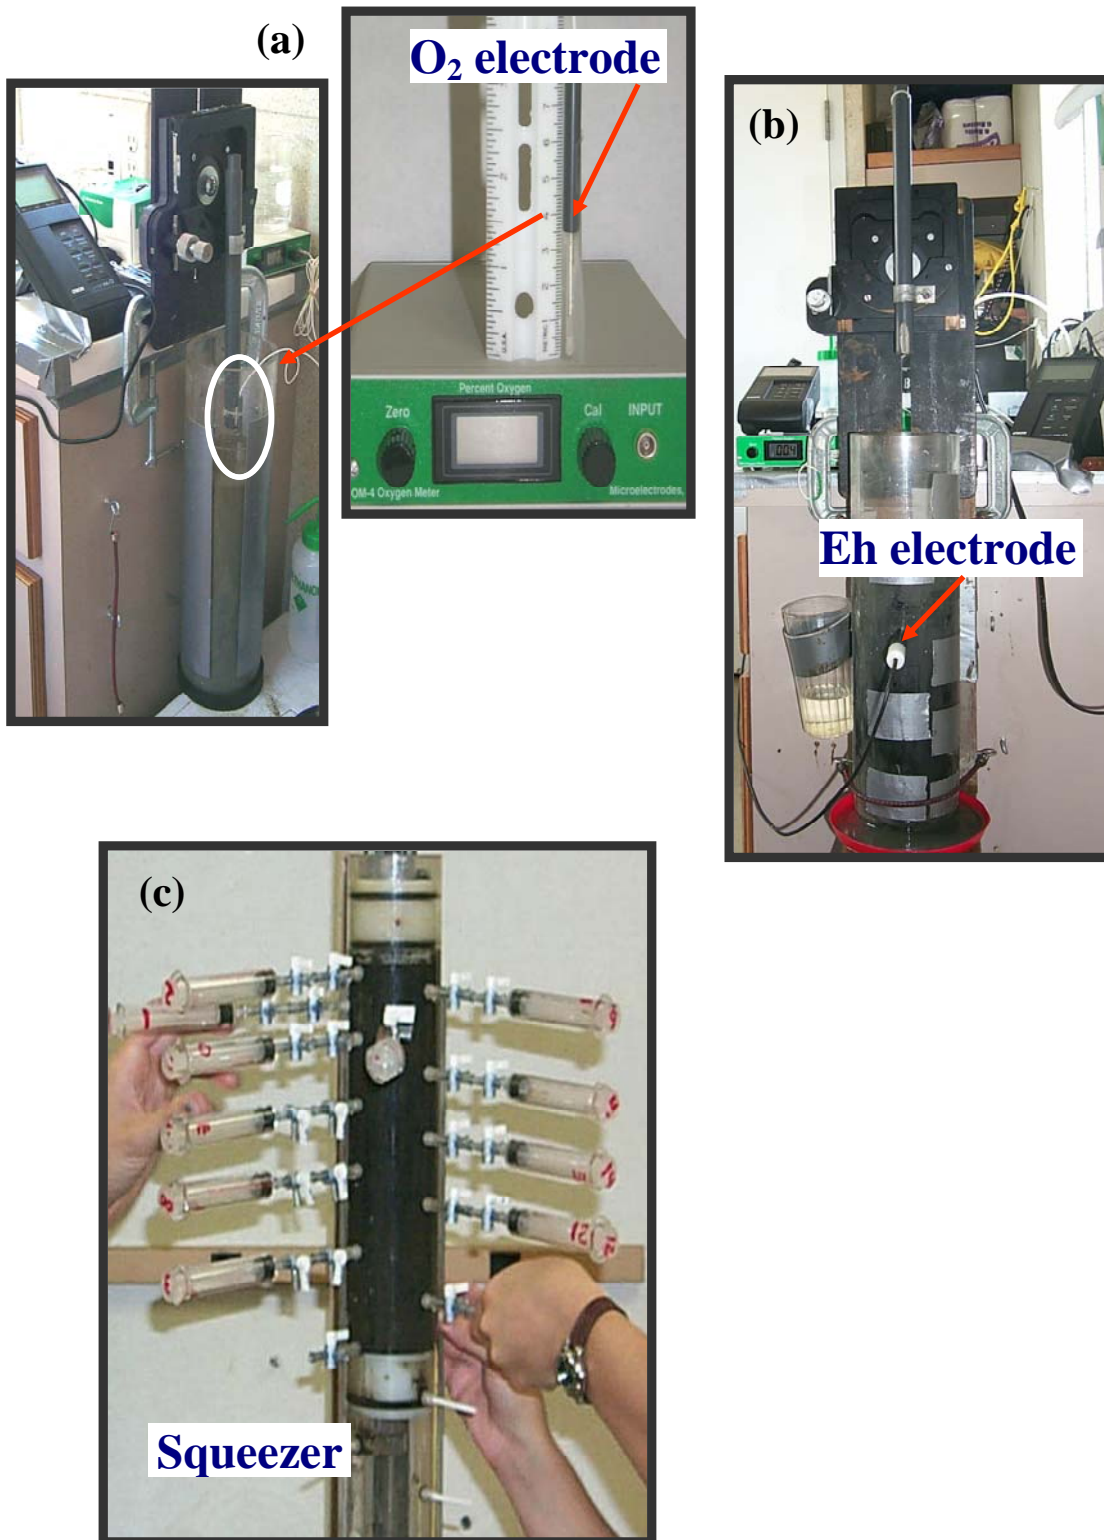 (a)
O₂ electrode
Percent Oxygen
Zero
Cal
INPUT
OM-4 Oxygen Meter
Microelectrodes,
(b)
Eh electrode
(c)
Squeezer